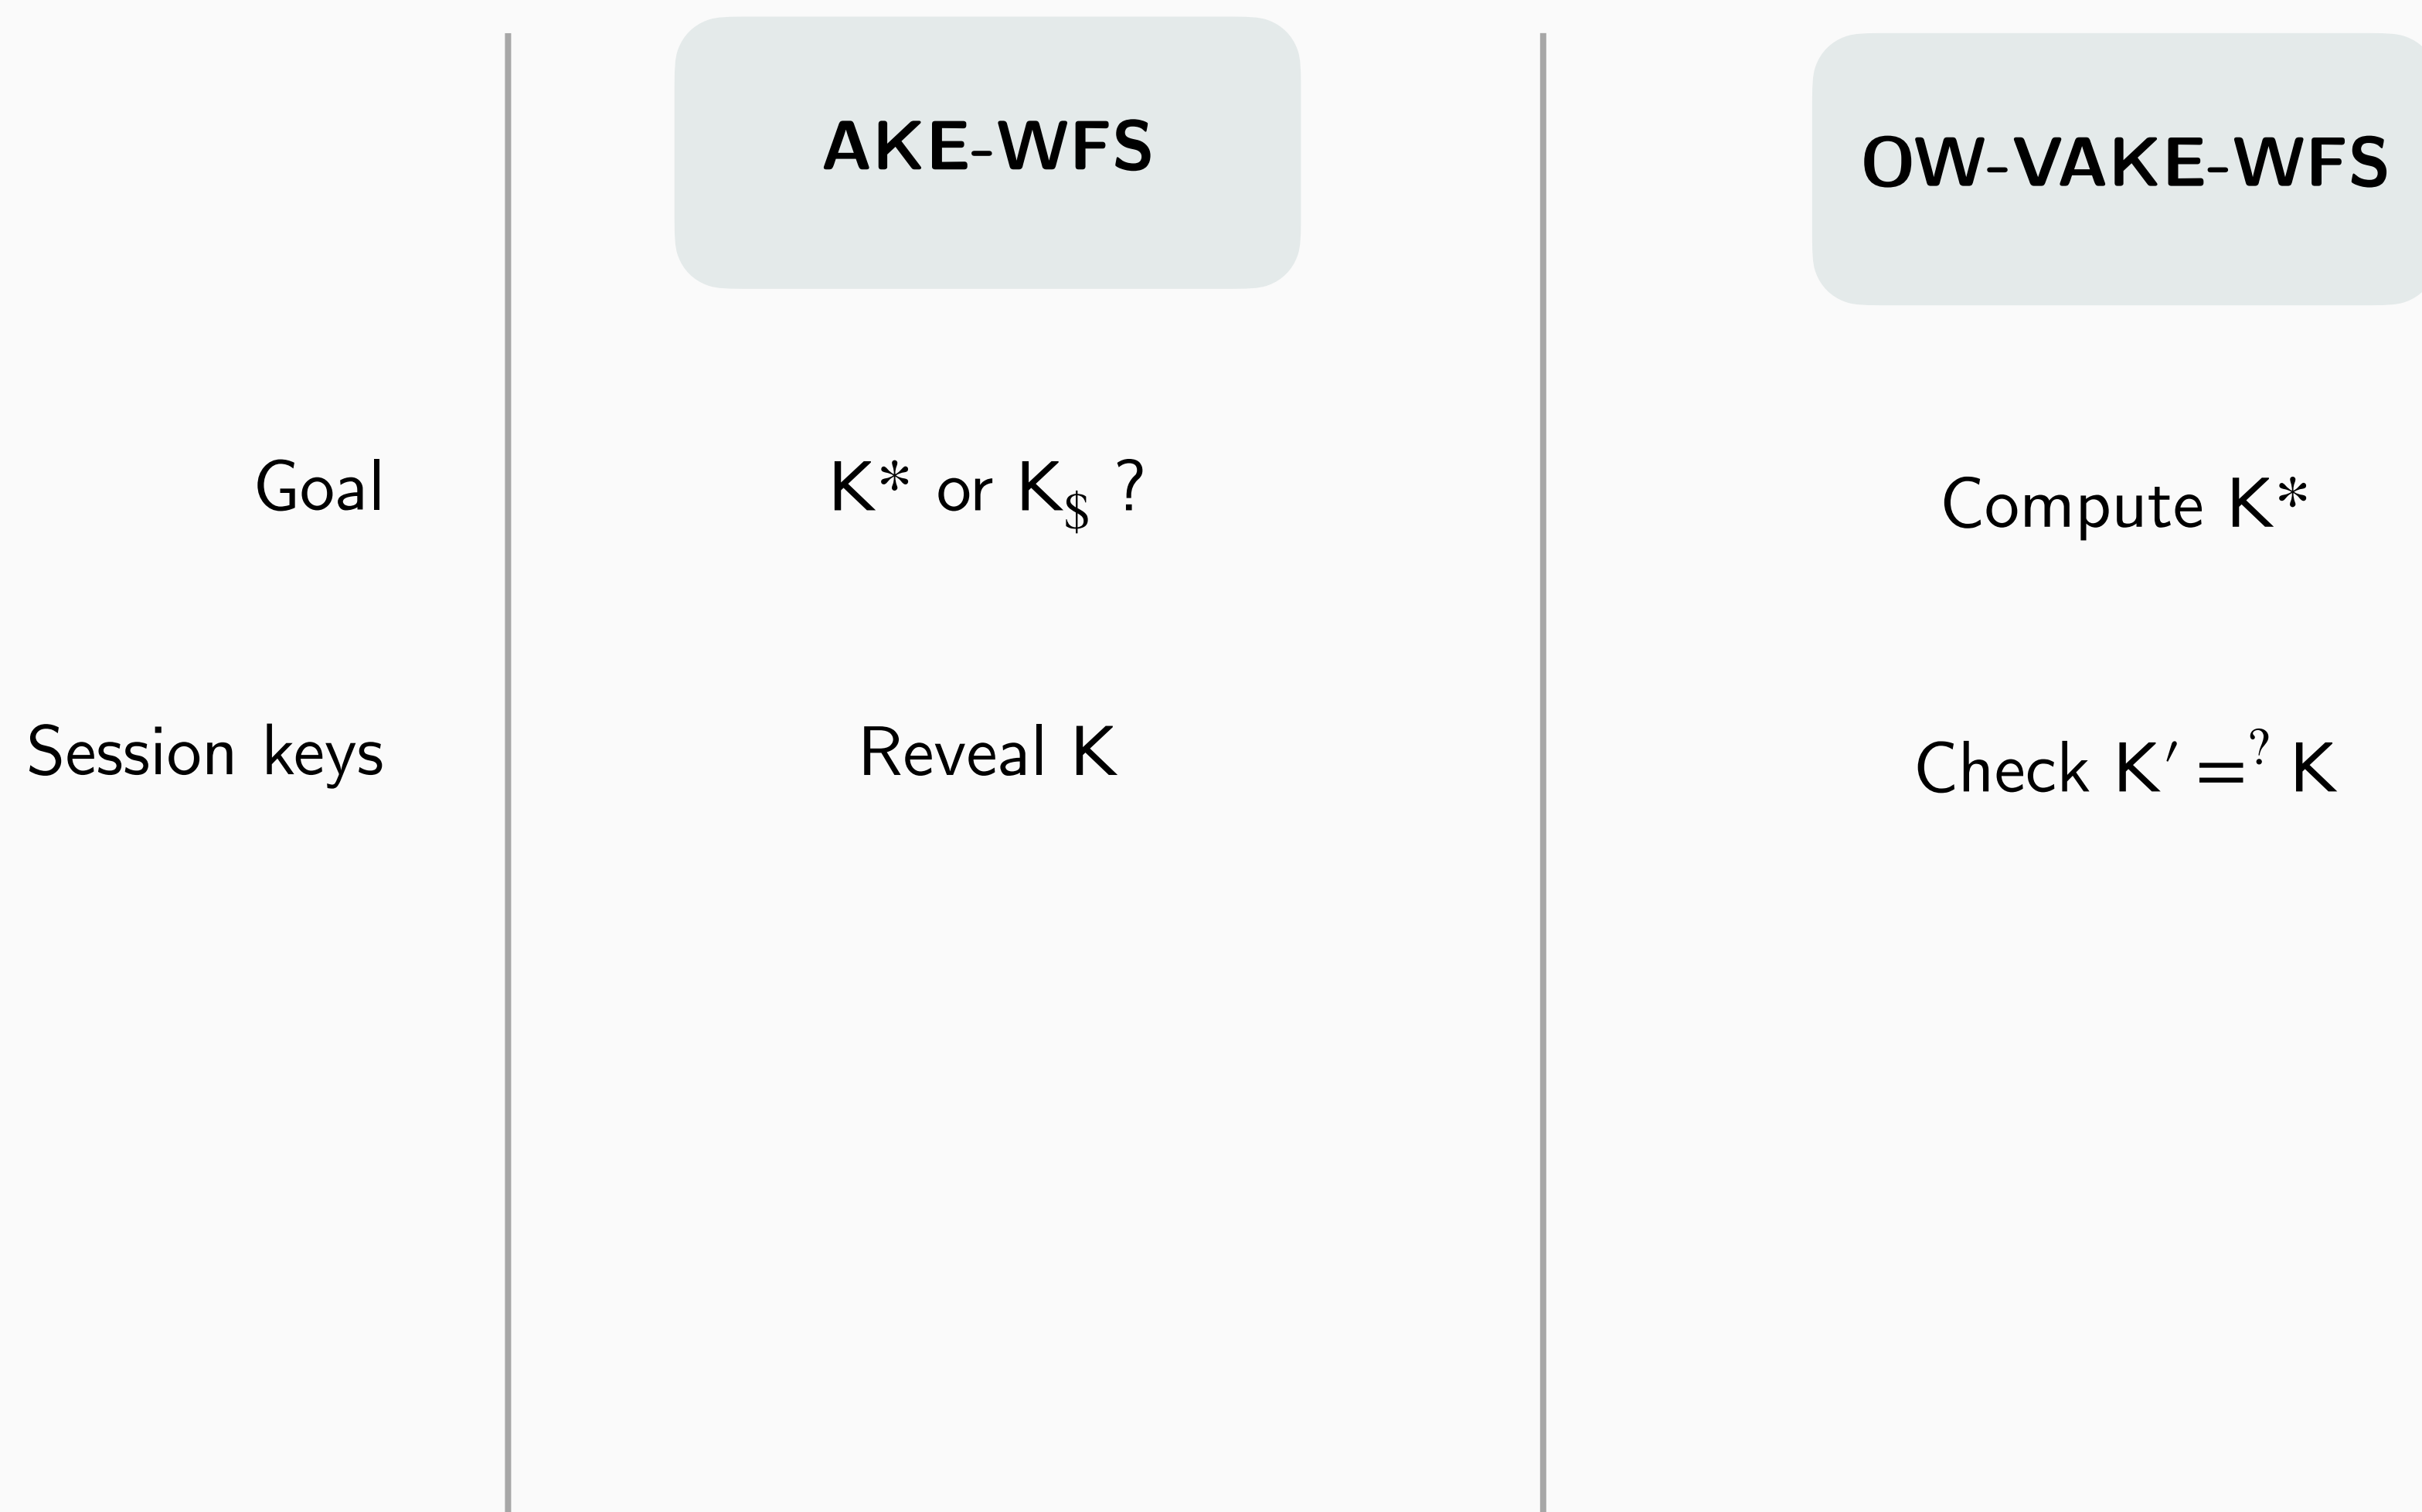 AKE-WFS OW-VAKE-WFS
Goal K* or K$ ? Compute K*
Session keys Reveal K Check K′ =? K